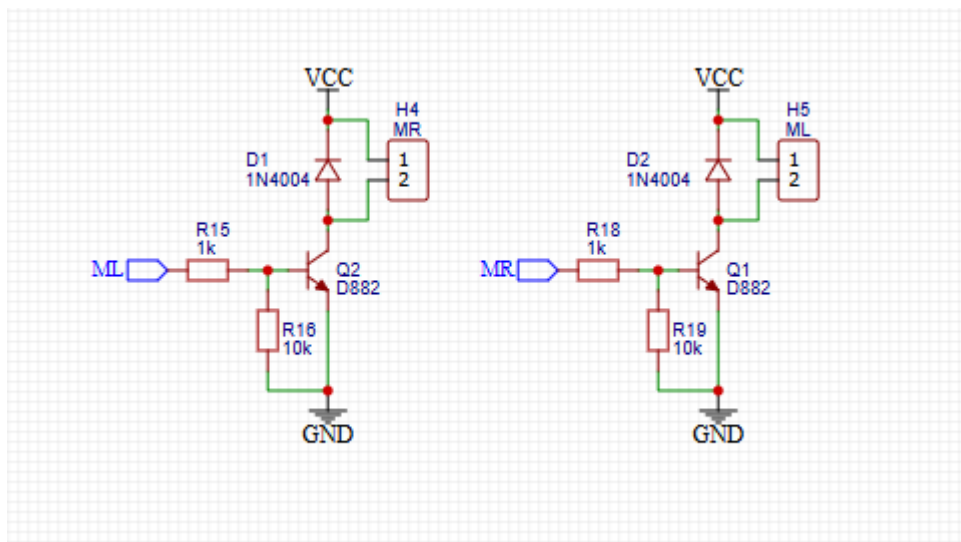 VCC
H4
MR
D1
1N4004
1
2
R15
1k
ML
Q2
D882
R16
10k
GND
VCC
H5
ML
D2
1N4004
1
2
R18
1k
MR
Q1
D882
R19
10k
GND